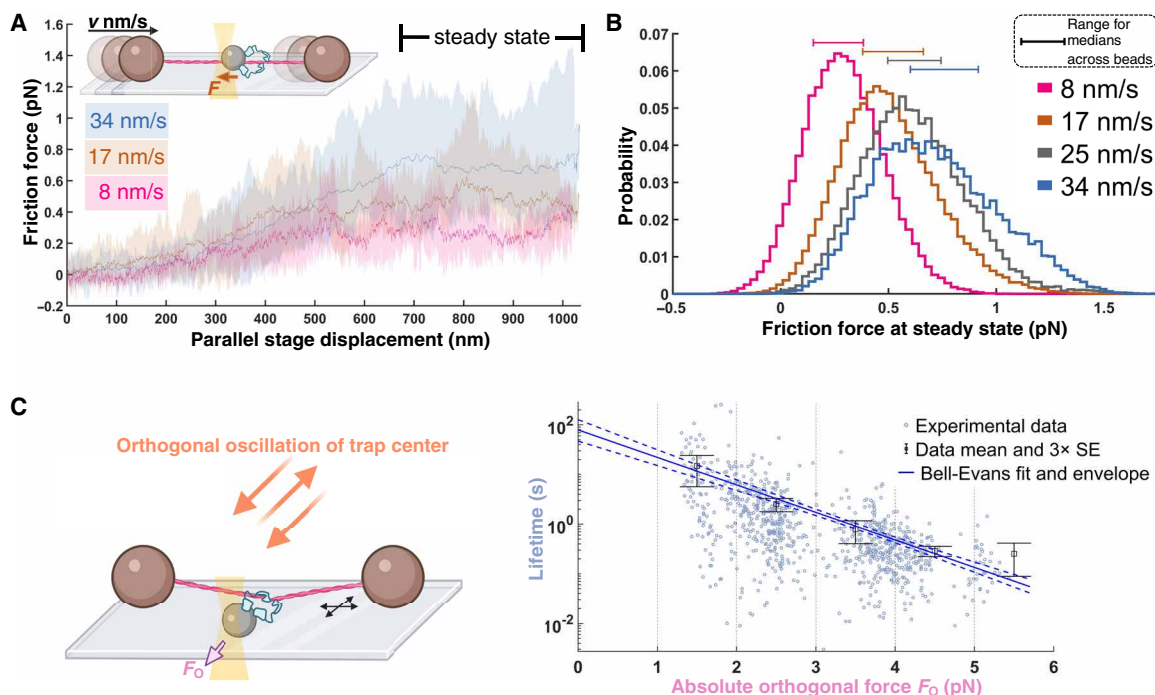 A
v nm/s
F
steady state
34 nm/s
17 nm/s
8 nm/s
Friction force (pN)
1.6
1.4
1.2
1.0
0.8
0.6
0.4
0.2
0
−0.2
0 100 200 300 400 500 600 700 800 900 1000
Parallel stage displacement (nm)
B
Range for
medians
across beads
8 nm/s
17 nm/s
25 nm/s
34 nm/s
Probability
0.07
0.06
0.05
0.04
0.03
0.02
0.01
0.00
−0.5 0 0.5 1 1.5
Friction force at steady state (pN)
C
Orthogonal oscillation of trap center
FO
Lifetime (s)
10^2
10^0
10^-2
Experimental data
Data mean and 3× SE
Bell-Evans fit and envelope
0 1 2 3 4 5 6
Absolute orthogonal force FO (pN)